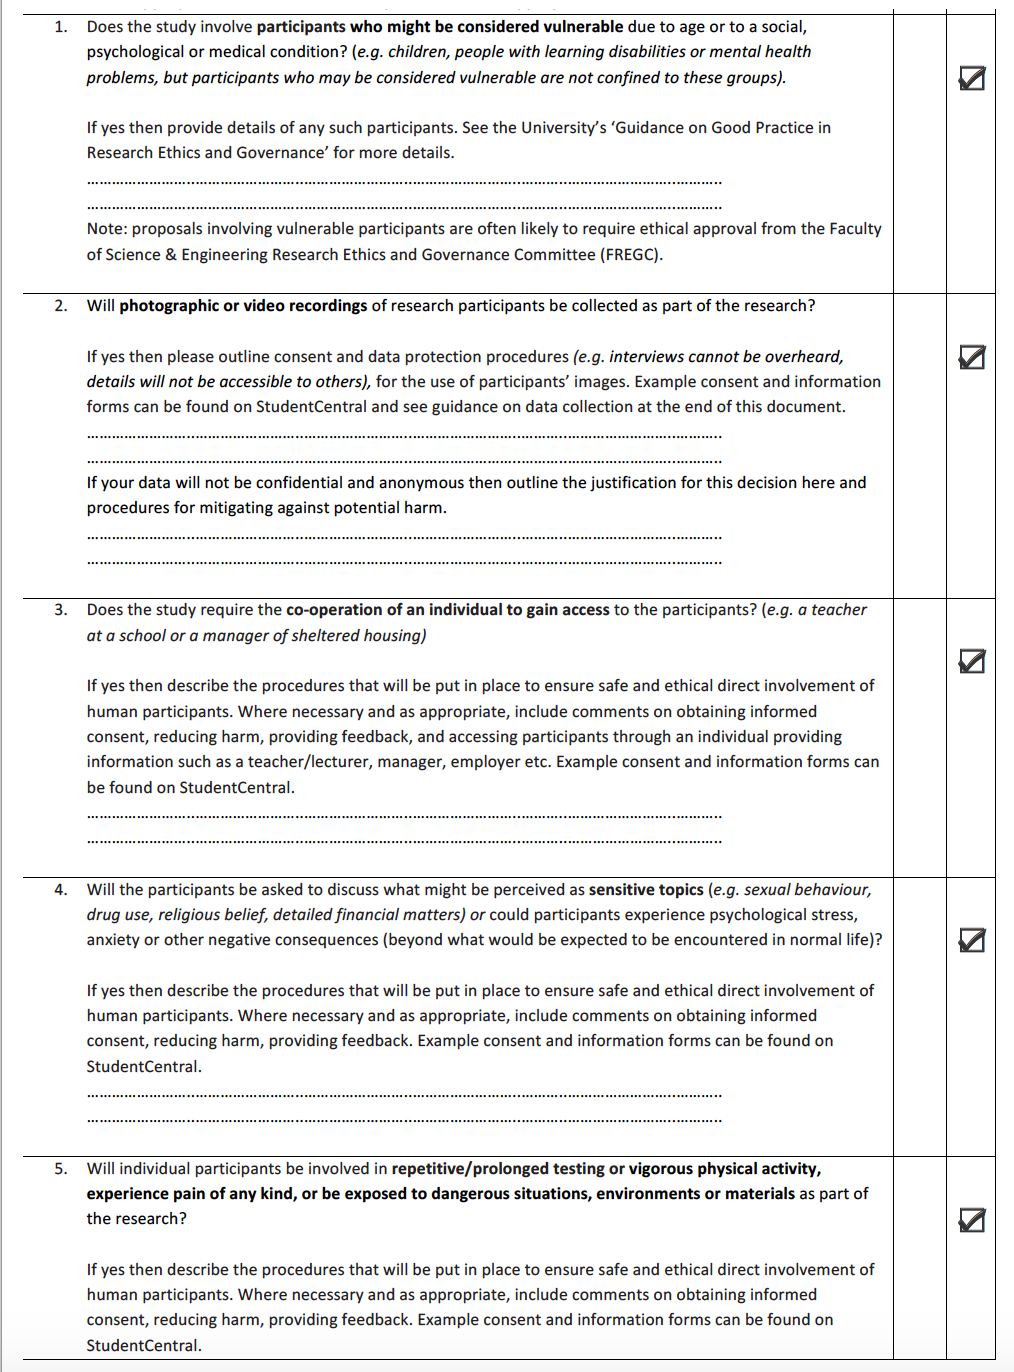 1. Does the study involve participants who might be considered vulnerable due to age or to a social,
psychological or medical condition? (e.g. children, people with learning disabilities or mental health
problems, but participants who may be considered vulnerable are not confined to these groups).
If yes then provide details of any such participants. See the University’s ‘Guidance on Good Practice in
Research Ethics and Governance’ for more details.
Note: proposals involving vulnerable participants are often likely to require ethical approval from the Faculty
of Science & Engineering Research Ethics and Governance Committee (FREGC).
2. Will photographic or video recordings of research participants be collected as part of the research?
If yes then please outline consent and data protection procedures (e.g. interviews cannot be overheard,
details will not be accessible to others), for the use of participants’ images. Example consent and information
forms can be found on StudentCentral and see guidance on data collection at the end of this document.
If your data will not be confidential and anonymous then outline the justification for this decision here and
procedures for mitigating against potential harm.
3. Does the study require the co-operation of an individual to gain access to the participants? (e.g. a teacher
at a school or a manager of sheltered housing)
If yes then describe the procedures that will be put in place to ensure safe and ethical direct involvement of
human participants. Where necessary and as appropriate, include comments on obtaining informed
consent, reducing harm, providing feedback, and accessing participants through an individual providing
information such as a teacher/lecturer, manager, employer etc. Example consent and information forms can
be found on StudentCentral.
4. Will the participants be asked to discuss what might be perceived as sensitive topics (e.g. sexual behaviour,
drug use, religious belief, detailed financial matters) or could participants experience psychological stress,
anxiety or other negative consequences (beyond what would be expected to be encountered in normal life)?
If yes then describe the procedures that will be put in place to ensure safe and ethical direct involvement of
human participants. Where necessary and as appropriate, include comments on obtaining informed
consent, reducing harm, providing feedback. Example consent and information forms can be found on
StudentCentral.
5. Will individual participants be involved in repetitive/prolonged testing or vigorous physical activity,
experience pain of any kind, or be exposed to dangerous situations, environments or materials as part of
the research?
If yes then describe the procedures that will be put in place to ensure safe and ethical direct involvement of
human participants. Where necessary and as appropriate, include comments on obtaining informed
consent, reducing harm, providing feedback. Example consent and information forms can be found on
StudentCentral.